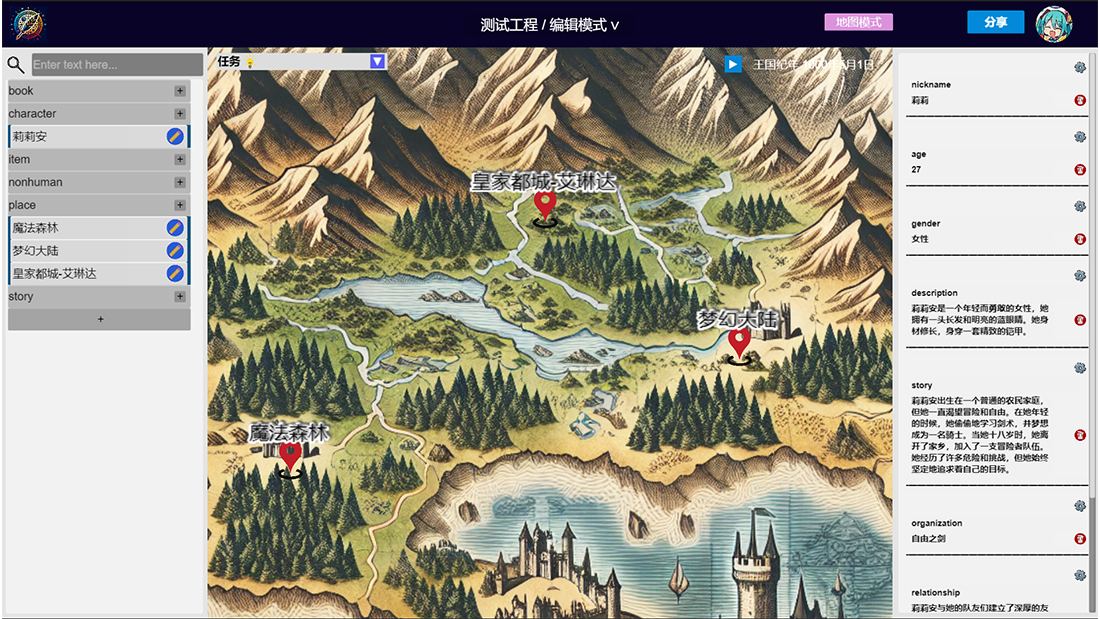 测试工程 / 编辑模式 ∨
地图模式
分享
Enter text here...
book
character
莉莉安
item
nonhuman
place
魔法森林
梦幻大陆
皇家都城-艾琳达
story
+
任务
王国纪年 1000年5月1日
皇家都城-艾琳达
梦幻大陆
魔法森林
nickname
莉莉
age
27
gender
女性
description
莉莉安是一个年轻而勇敢的女性，她
拥有一头长发和明亮的蓝眼睛。她身
材修长，身穿一套精致的铠甲。
story
莉莉安出生在一个普通的农民家庭，
但她一直渴望冒险和自由。在她年轻
的时候，她偷偷地学习剑术，并梦想
成为一名骑士。当她十八岁时，她离
开了家乡，加入了一支冒险者队伍。
她经历了许多危险和挑战，但她始终
坚定地追求着自己的目标。
organization
自由之剑
relationship
莉莉安与她的队友们建立了深厚的友